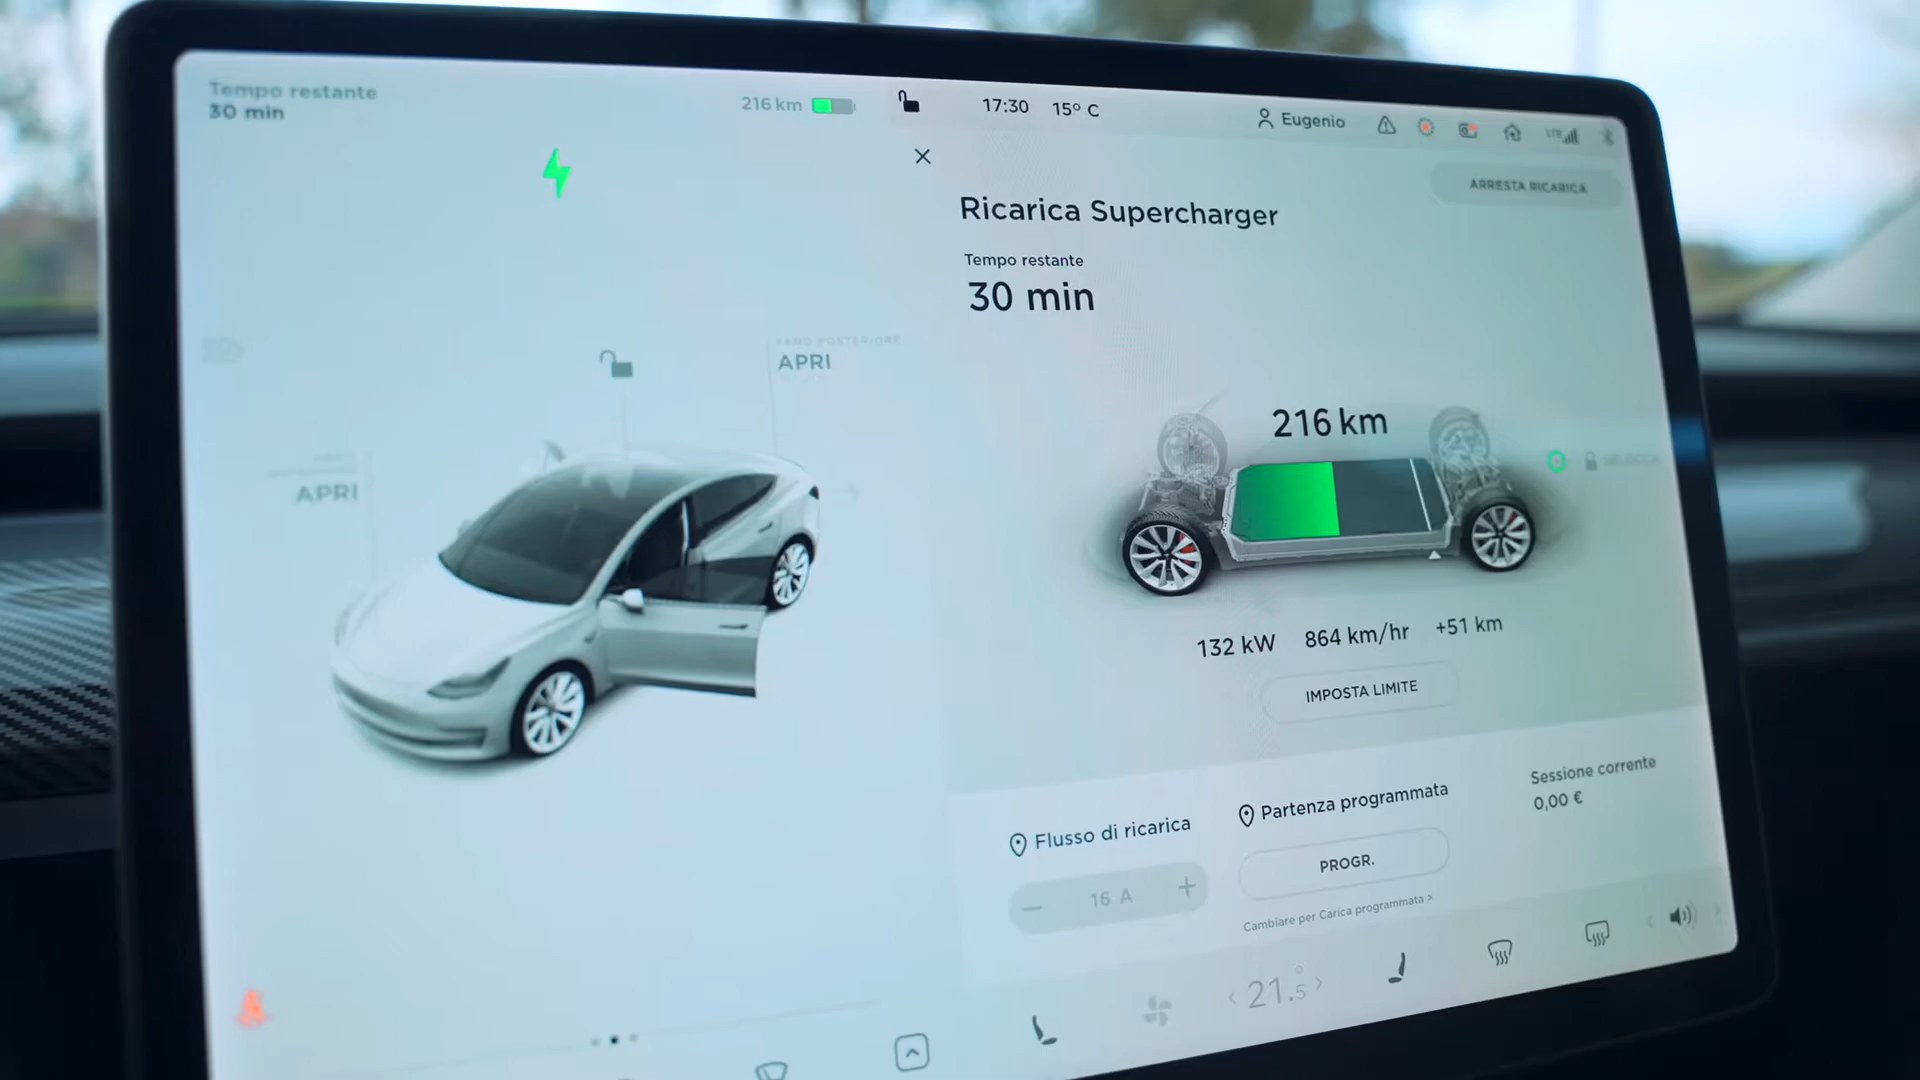 Tempo restante
30 min
216 km
17:30
15° C
Eugenio
LTE
ARRESTA RICARICA
Ricarica Supercharger
Tempo restante
30 min
APRI
APRI
216 km
132 kW
864 km/hr
+51 km
IMPOSTA LIMITE
Flusso di ricarica
16 A
Partenza programmata
PROGR.
Cambiare per Carica programmata >
Sessione corrente
0,00 €
21.5